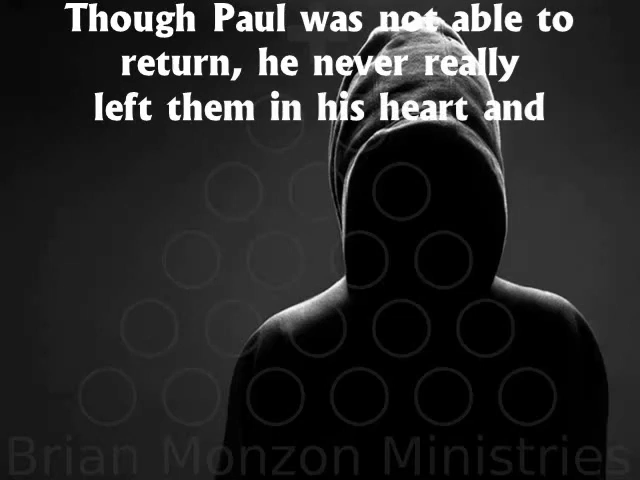 Though Paul was not able to
return, he never really
left them in his heart and
Brian Monzon Ministries